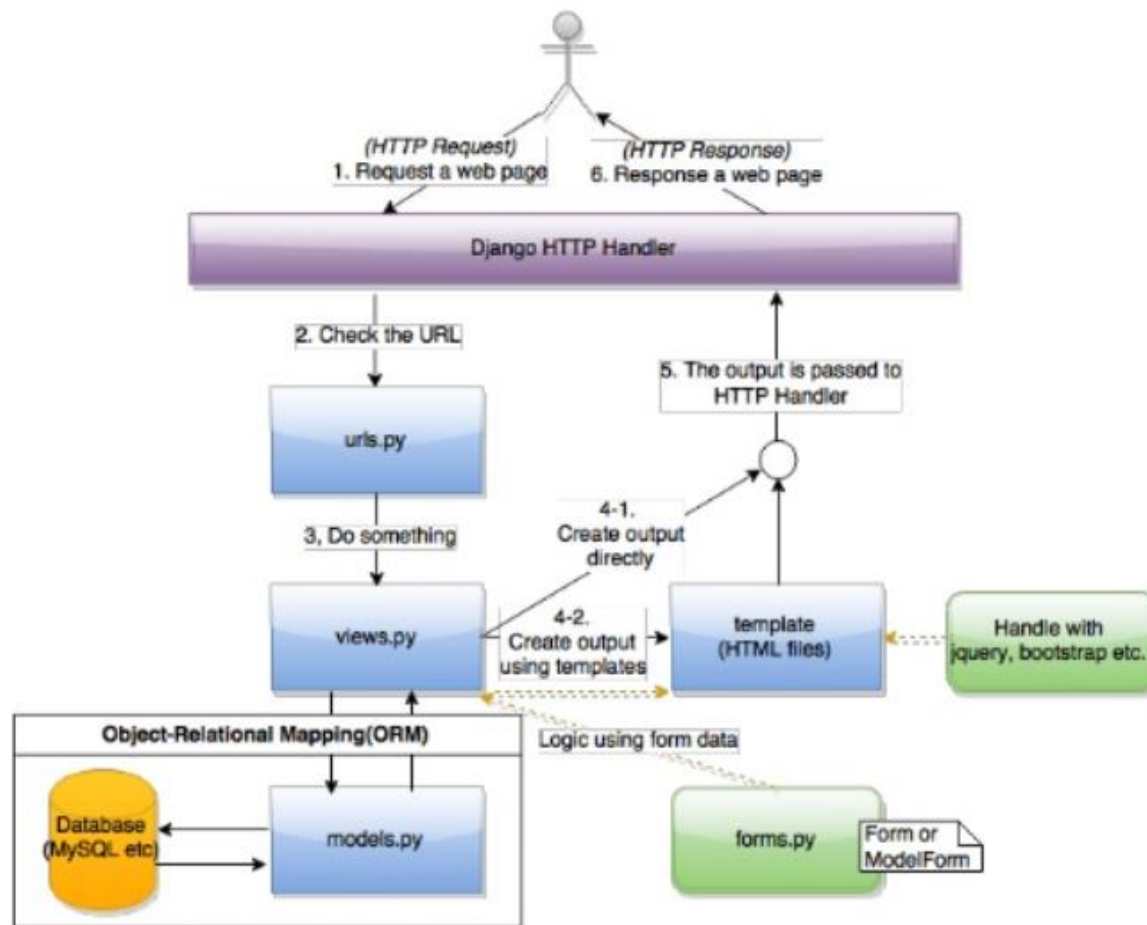 (HTTP Request)
1. Request a web page
(HTTP Response)
6. Response a web page
Django HTTP Handler
2. Check the URL
5. The output is passed to
HTTP Handler
urls.py
3, Do something
4-1.
Create output
directly
views.py
4-2.
Create output
using templates
template
(HTML files)
Handle with
jquery, bootstrap etc.
Object-Relational Mapping(ORM)
Logic using form data
Database
(MySQL etc)
models.py
forms.py
Form or
ModelForm